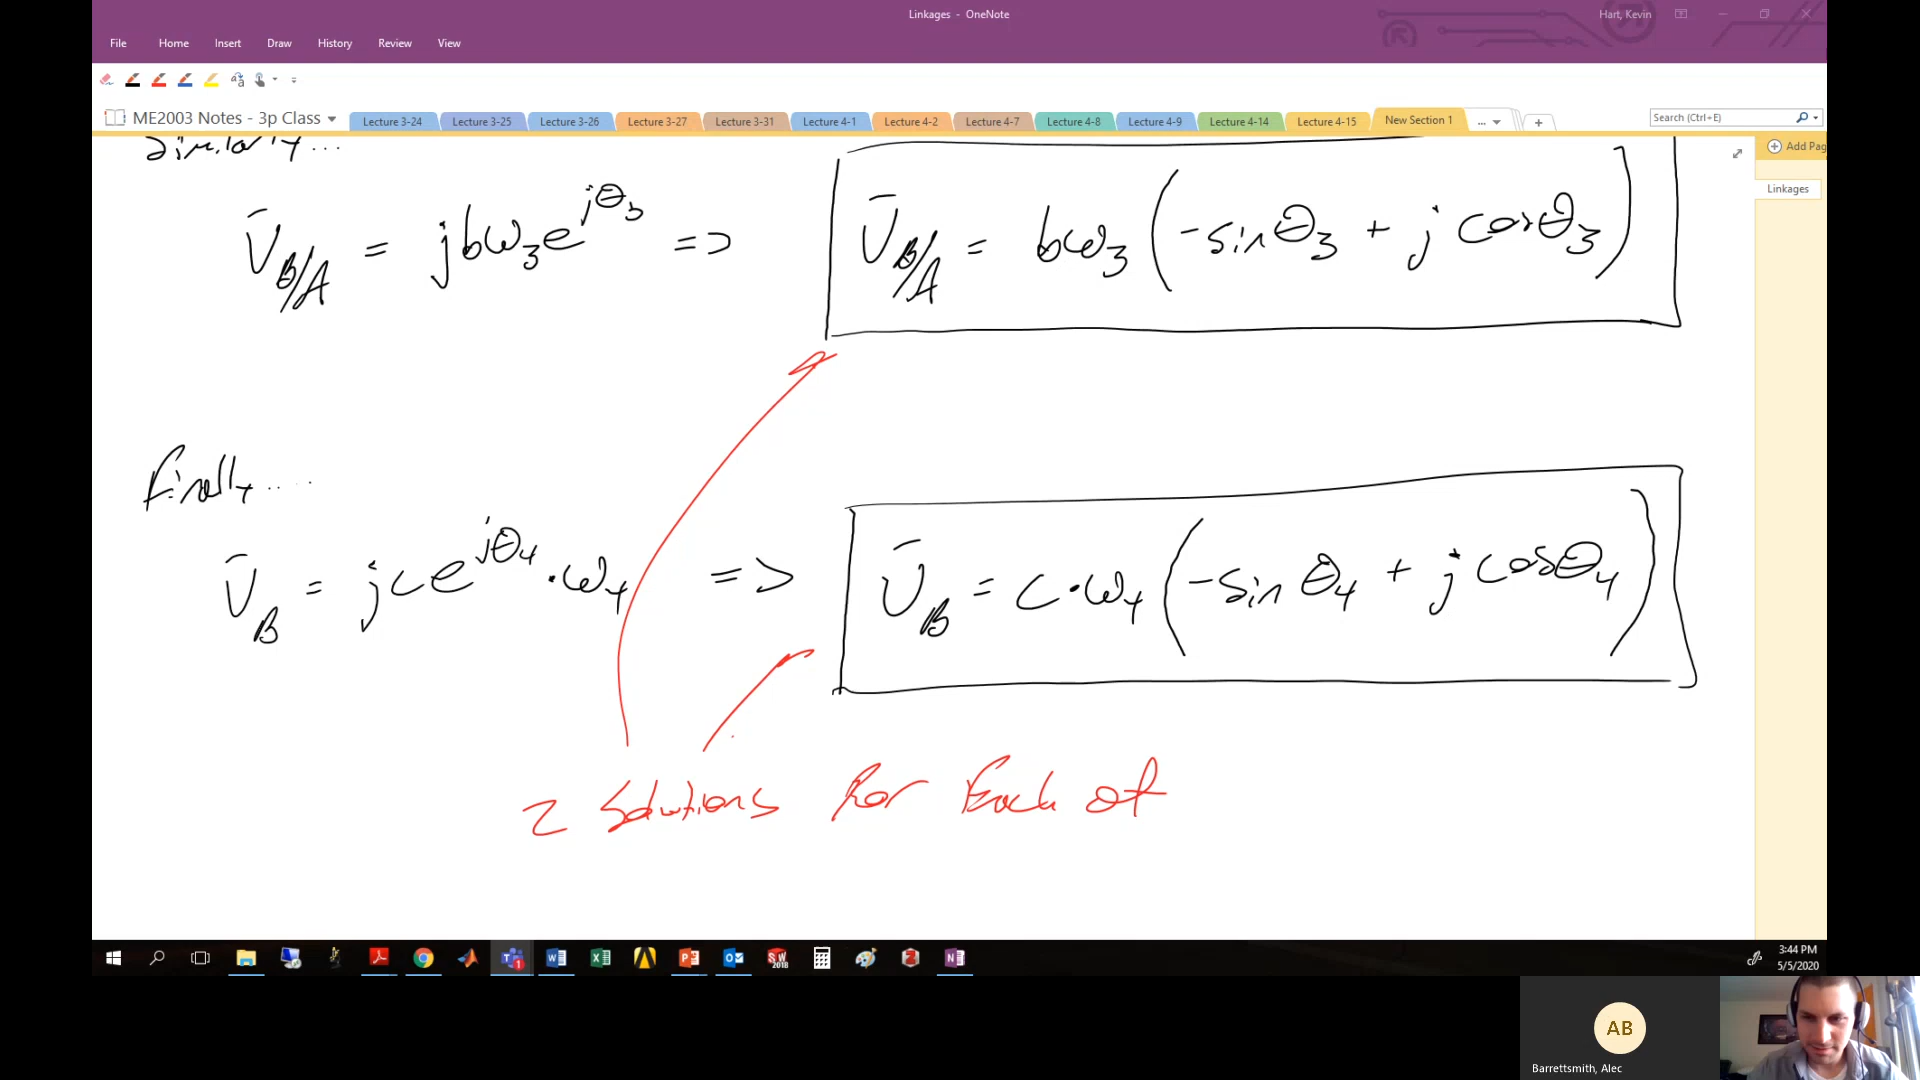 Linkages - OneNote
Hart, Kevin
File Home Insert Draw History Review View
ME2003 Notes - 3p Class
Lecture 3-24 Lecture 3-25 Lecture 3-26 Lecture 3-27 Lecture 3-31 Lecture 4-1 Lecture 4-2 Lecture 4-7 Lecture 4-8 Lecture 4-9 Lecture 4-14 Lecture 4-15 New Section 1 ...
Search (Ctrl+E)
Add Pag
Linkages
Similarly...
V̄_B/A = jbω₃e^jθ₃ => V̄_B/A = bω₃(-sinθ₃ + j cosθ₃)
Finally....
V̄_B = jce^jθ₄·ω₄ => V̄_B = c·ω₄(-sinθ₄ + j cosθ₄)
2 Solutions for Each of
3:44 PM
5/5/2020
AB
Barrettsmith, Alec